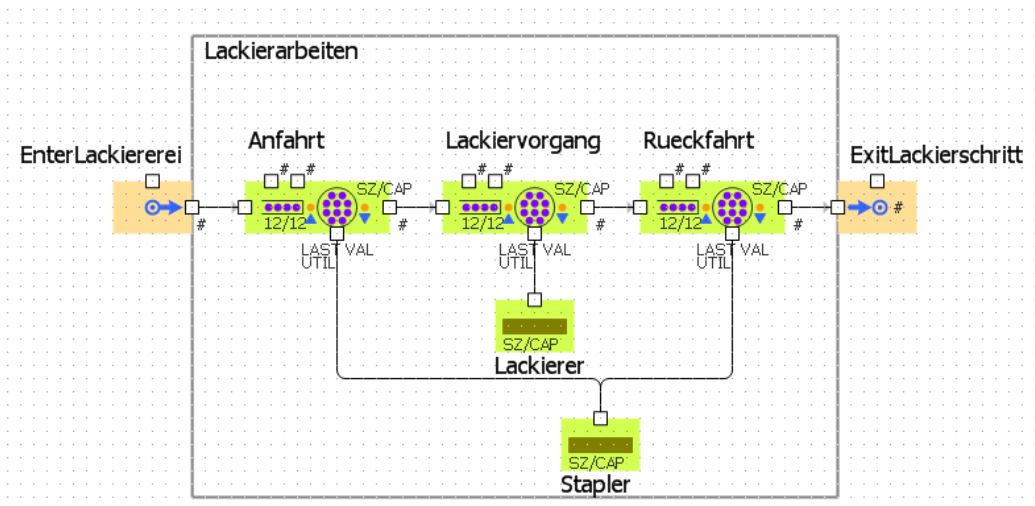 Lackierarbeiten
EnterLackiererei
Anfahrt
Lackiervorgang
Rueckfahrt
ExitLackierschritt
# #
# #
# #
SZ/CAP
SZ/CAP
SZ/CAP
#
12/12
#
12/12
#
12/12
#
#
LAST VAL
UTIL
LAST VAL
UTIL
LAST VAL
UTIL
SZ/CAP
Lackierer
SZ/CAP
Stapler